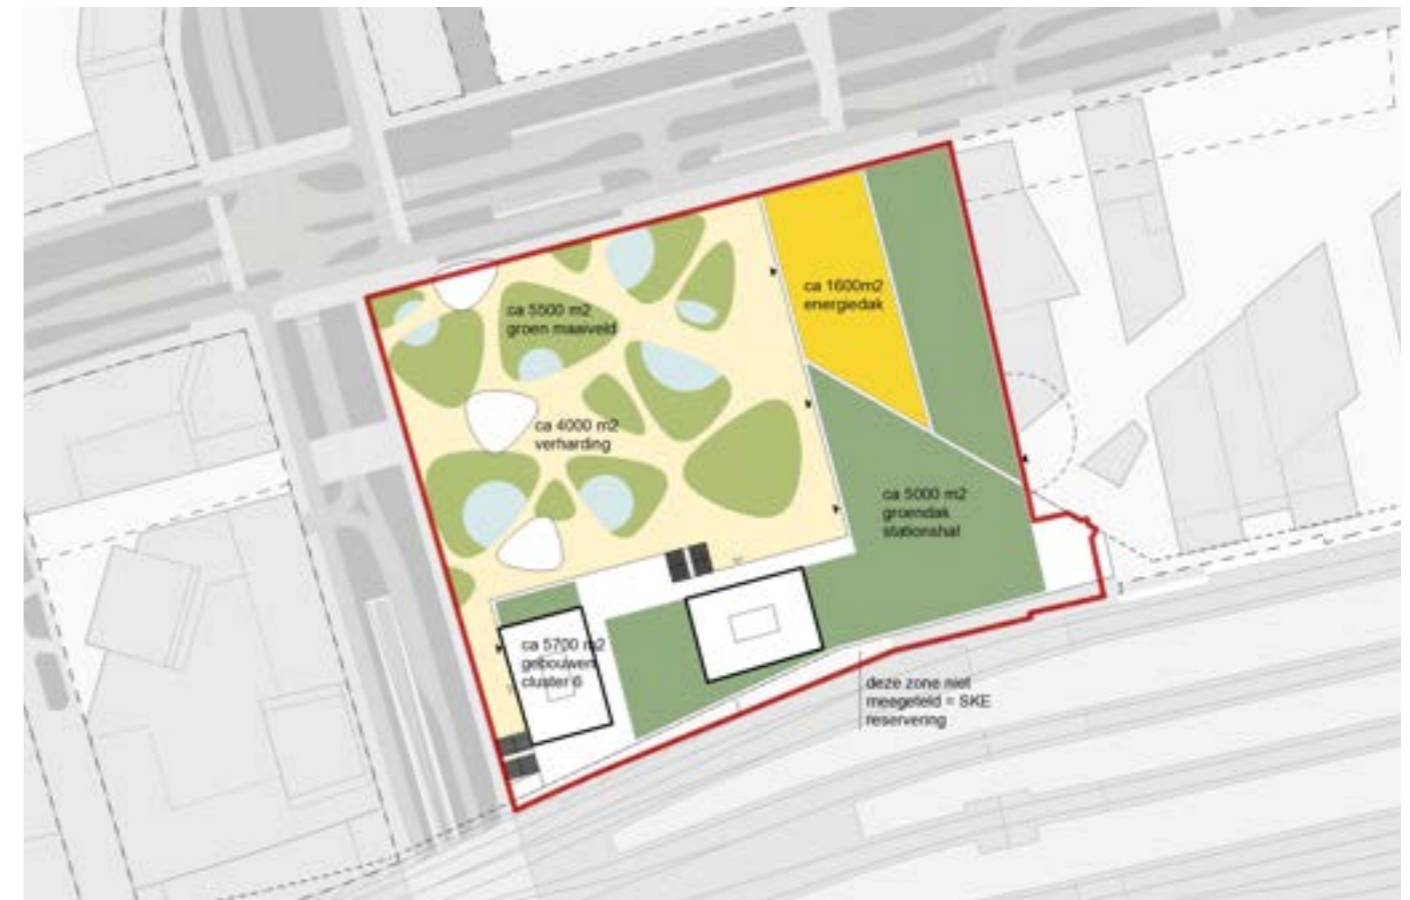 ca 5500 m2
groen maaiveld
ca 1600m2
energiedak
ca 4000 m2
verharding
ca 5000 m2
groendak
stationshal
ca 5700 m2
gebouwen
cluster 6
deze zone niet
meegeteld = SKE
reservering